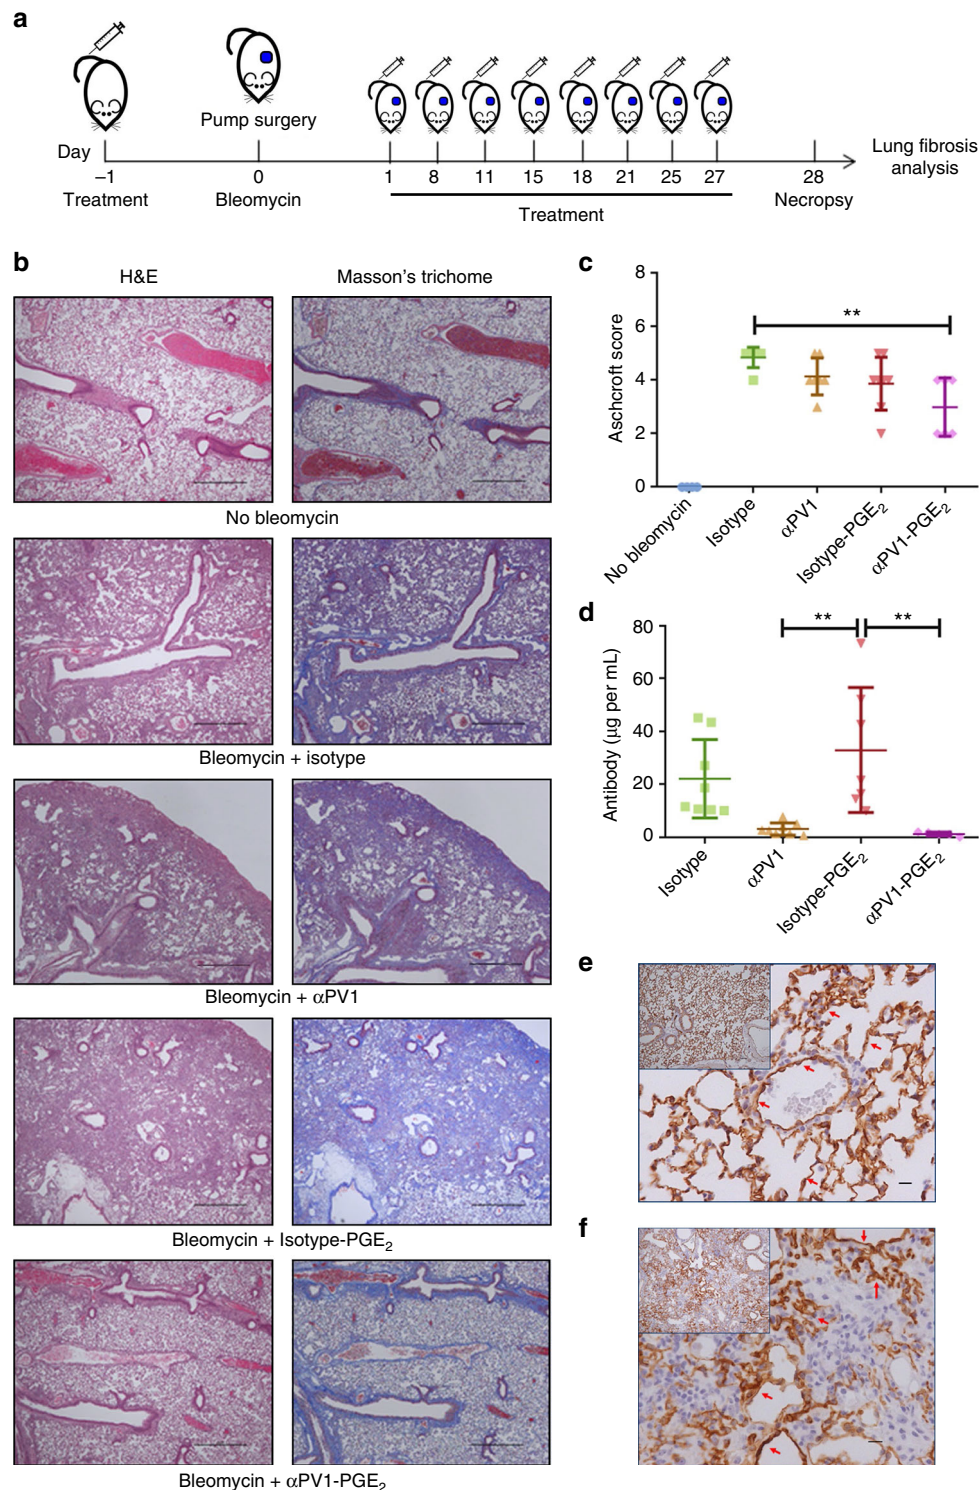 a
Pump surgery
Day
Lung fibrosis
analysis
–1
0
1
8
11
15
18
21
25
27
28
Treatment
Bleomycin
Necropsy
Treatment
b
H&E
Masson's trichome
No bleomycin
Bleomycin + isotype
Bleomycin + αPV1
Bleomycin + Isotype-PGE2
Bleomycin + αPV1-PGE2
c
Aschcroft score
8
6
4
2
0
**
No bleomycin
Isotype
αPV1
Isotype-PGE2
αPV1-PGE2
d
Antibody (µg per mL)
80
60
40
20
0
**
**
Isotype
αPV1
Isotype-PGE2
αPV1-PGE2
e
f